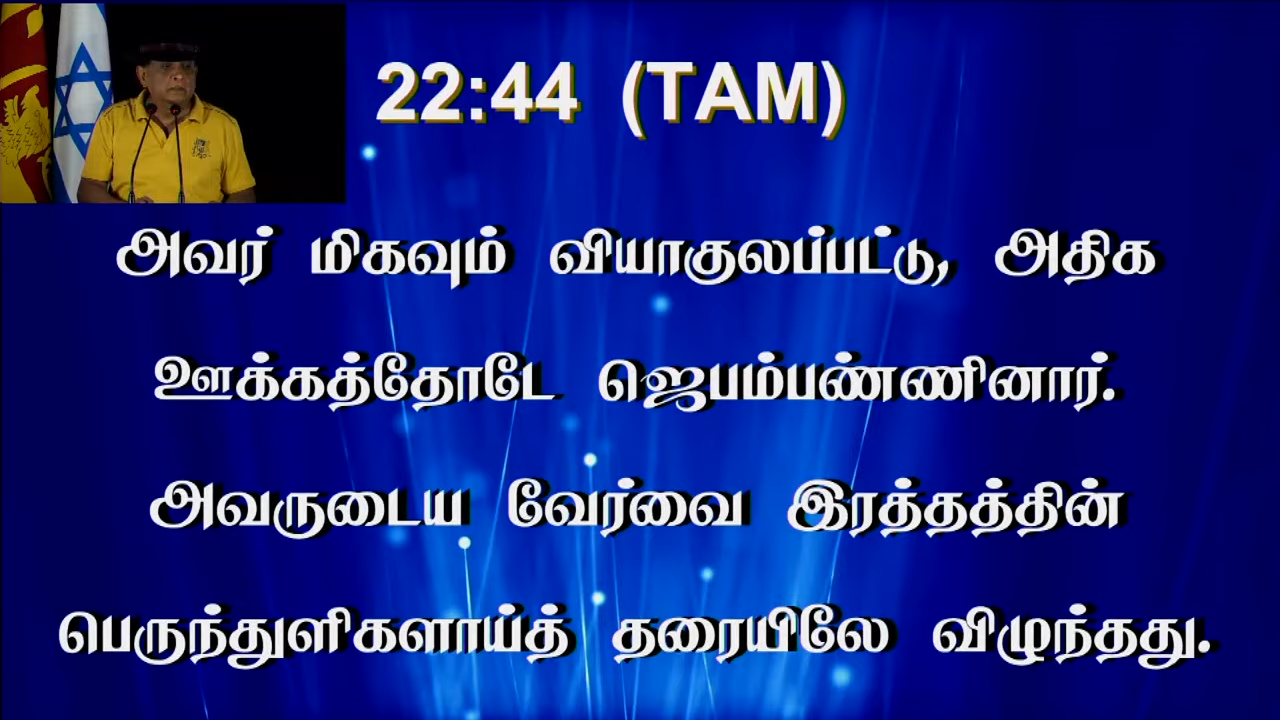 22:44 (TAM)
அவர் மிகவும் வியாகுலப்பட்டு, அதிக
ஊக்கத்தோடே ஜெபம்பண்ணினார்.
அவருடைய வேர்வை இரத்தத்தின்
பெருந்துளிகளாய்த் தரையிலே விழுந்தது.